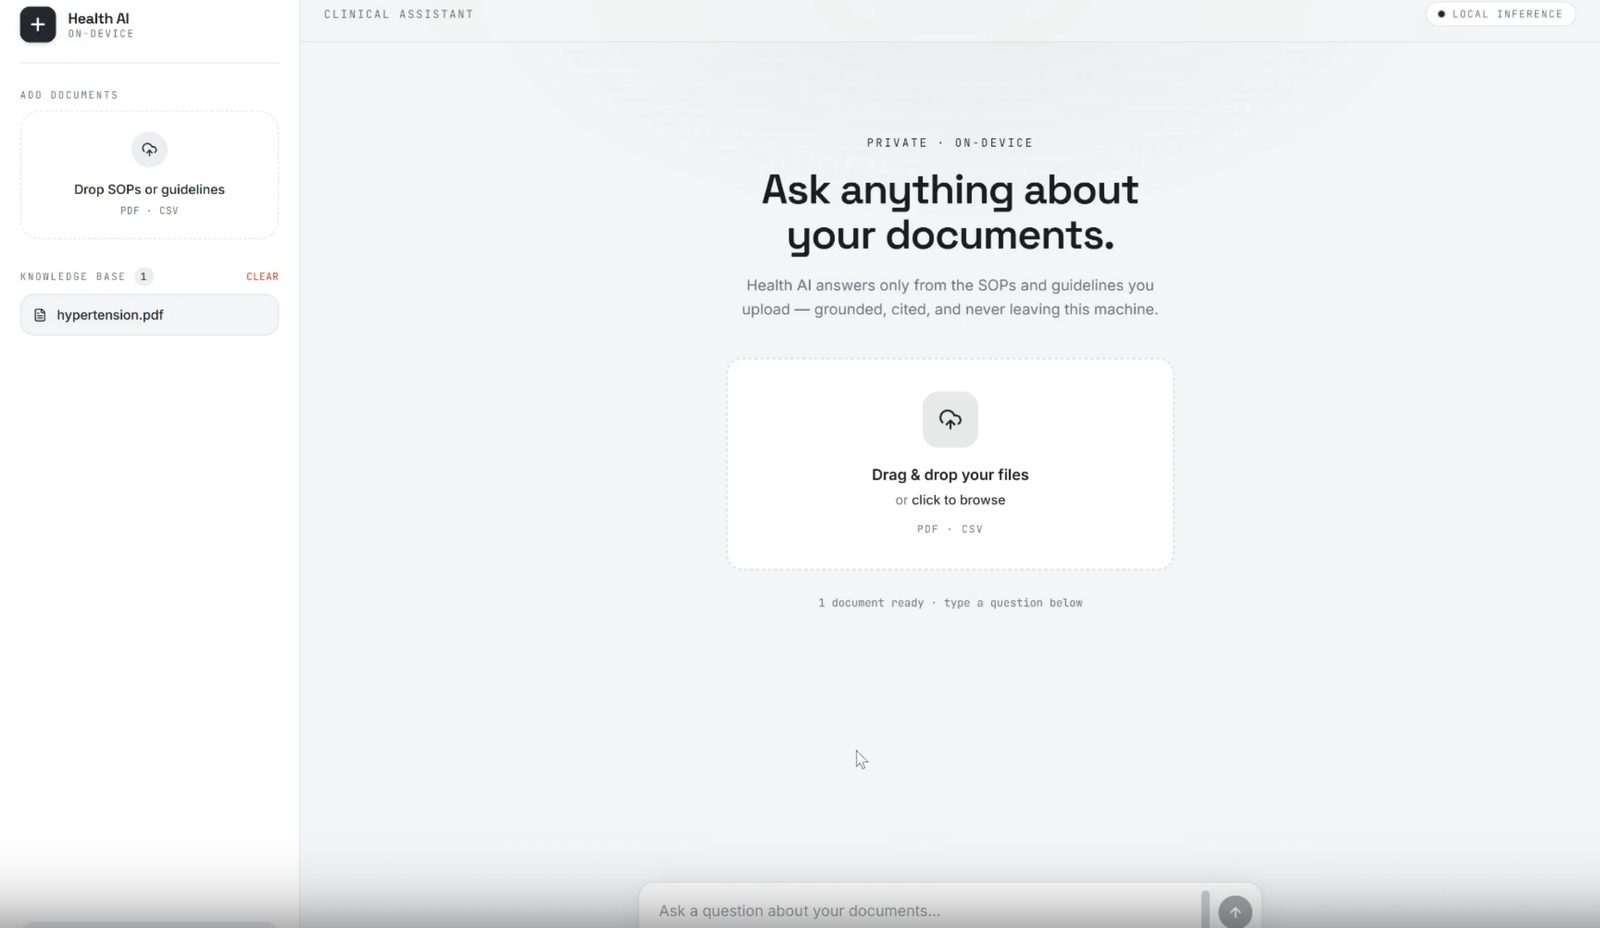 Health AI
ON-DEVICE
ADD DOCUMENTS
Drop SOPs or guidelines
PDF · CSV
KNOWLEDGE BASE 1 CLEAR
hypertension.pdf
CLINICAL ASSISTANT
LOCAL INFERENCE
PRIVATE · ON-DEVICE
Ask anything about
your documents.
Health AI answers only from the SOPs and guidelines you
upload — grounded, cited, and never leaving this machine.
Drag & drop your files
or click to browse
PDF · CSV
1 document ready · type a question below
Ask a question about your documents...